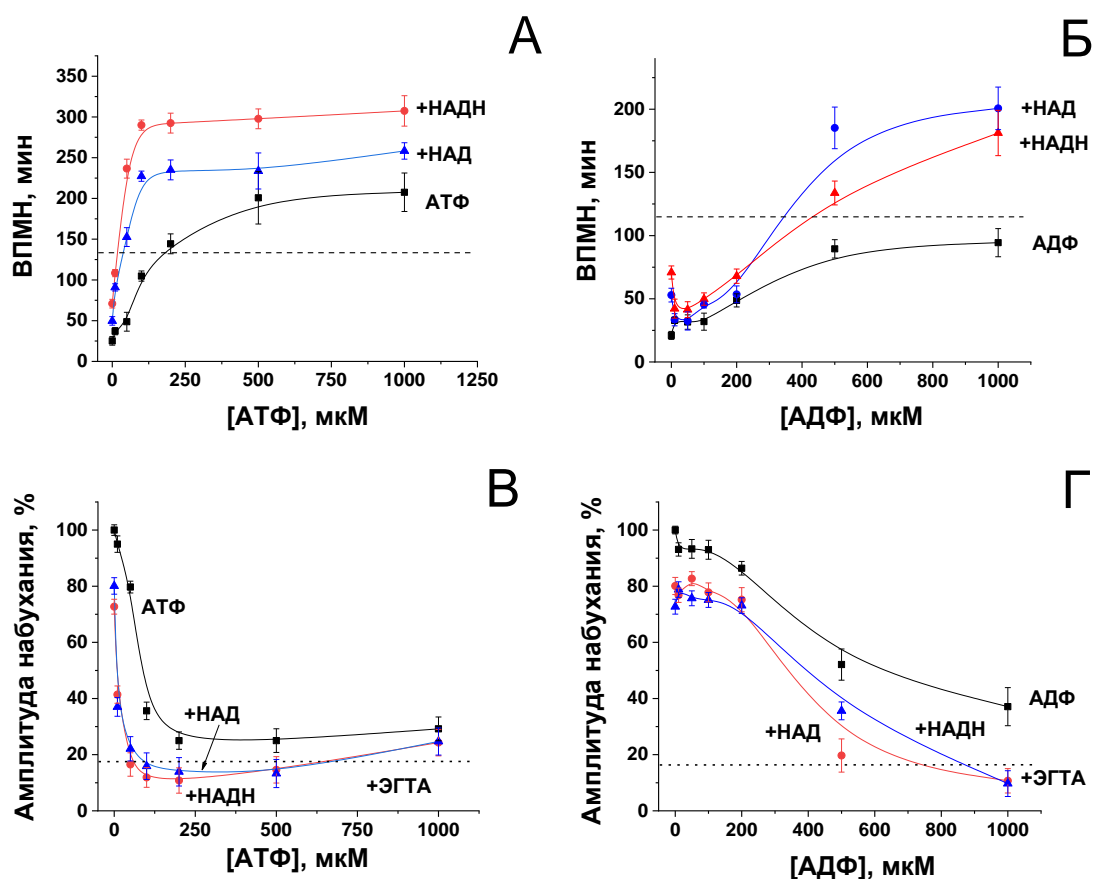 А
ВПМН, мин
350
300
250
200
150
100
50
0
0
250
500
750
1000
1250
[АТФ], мкМ
+НАДН
+НАД
АТФ
Б
ВПМН, мин
200
150
100
50
0
0
200
400
600
800
1000
[АДФ], мкМ
+НАД
+НАДН
АДФ
В
Амплитуда набухания, %
100
80
60
40
20
0
0
250
500
750
1000
[АТФ], мкМ
АТФ
+НАД
+НАДН
+ЭГТА
Г
Амплитуда набухания, %
100
80
60
40
20
0
0
200
400
600
800
1000
[АДФ], мкМ
АДФ
+НАД
+НАДН
+ЭГТА